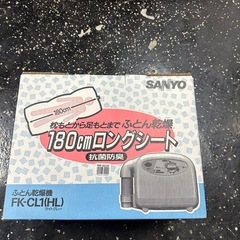 SANYO
180cm
枕もとから足もとまで ふとん乾燥
180cmロングシート
抗菌防臭
ふとん乾燥機
FK-CL1(HL)